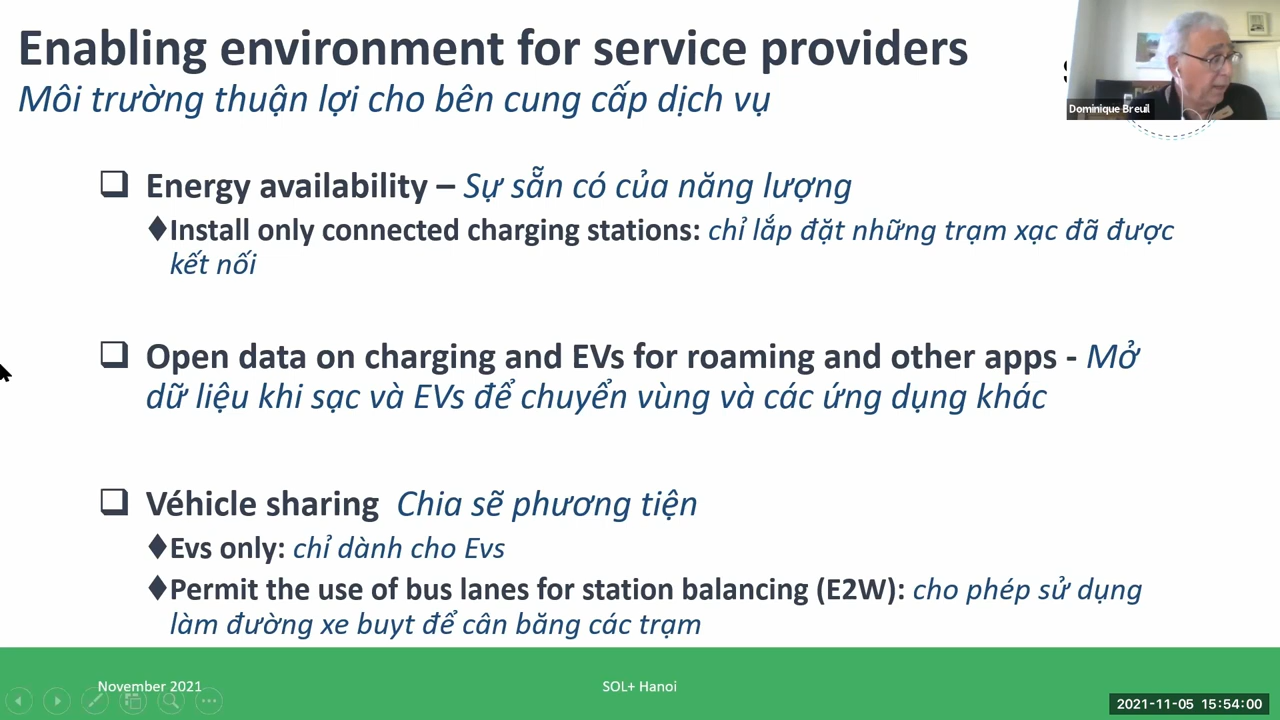 Enabling environment for service providers
Môi trường thuận lợi cho bên cung cấp dịch vụ
Dominique Breuil
Energy availability – Sự sẵn có của năng lượng
Install only connected charging stations: chỉ lắp đặt những trạm xạc đã được
kết nối
Open data on charging and EVs for roaming and other apps - Mở
dữ liệu khi sạc và EVs để chuyển vùng và các ứng dụng khác
Véhicle sharing Chia sẽ phương tiện
Evs only: chỉ dành cho Evs
Permit the use of bus lanes for station balancing (E2W): cho phép sử dụng
làm đường xe buyt để cân băng các trạm
November 2021
SOL+ Hanoi
2021-11-05 15:54:00